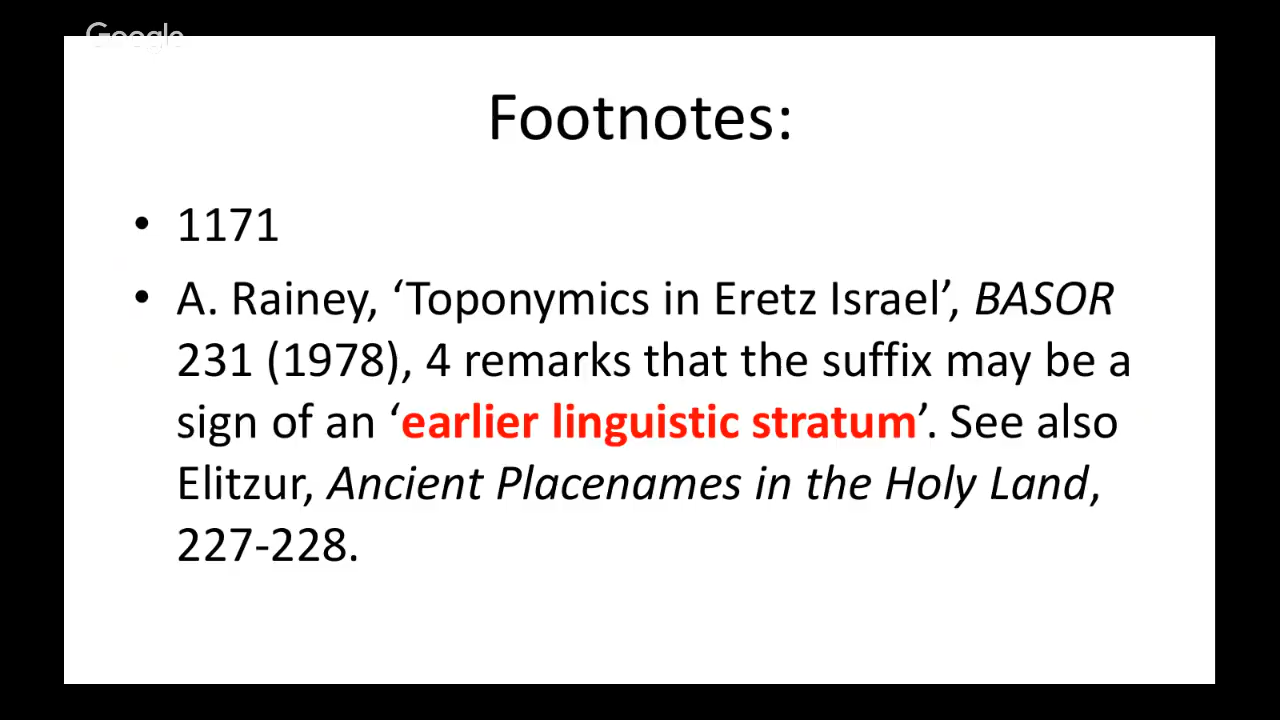 Google
Footnotes:
• 1171
• A. Rainey, ‘Toponymics in Eretz Israel’, BASOR
231 (1978), 4 remarks that the suffix may be a
sign of an ‘earlier linguistic stratum’. See also
Elitzur, Ancient Placenames in the Holy Land,
227-228.